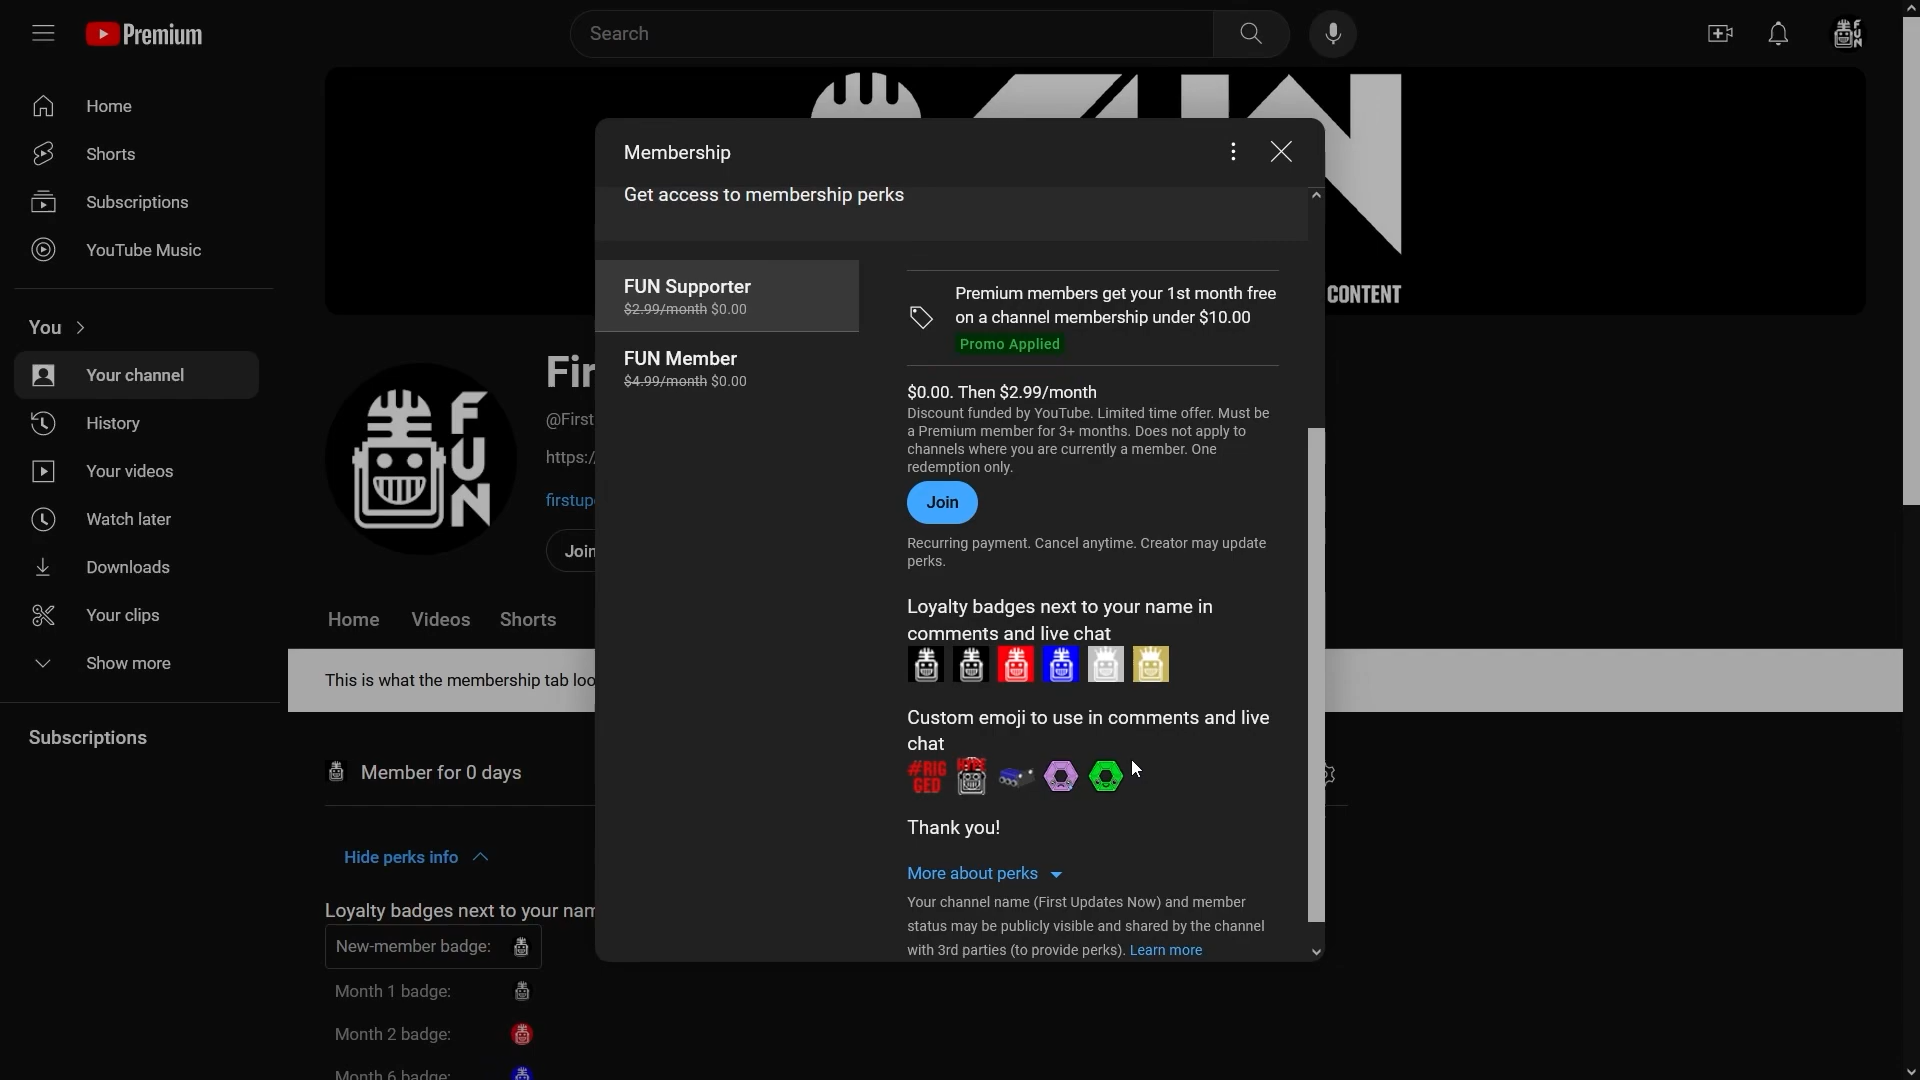 Premium
Search
FUN
Home
Shorts
Subscriptions
YouTube Music
You
Your channel
History
Your videos
Watch later
Downloads
Your clips
Show more
Subscriptions
CONTENT
FUN
Fir
@First
https:/
firstup
Join
Home Videos Shorts
This is what the membership tab loo
Member for 0 days
Hide perks info
Loyalty badges next to your nam
New-member badge:
Month 1 badge:
Month 2 badge:
Month 6 badge:
Membership
Get access to membership perks
FUN Supporter
$2.99/month $0.00
FUN Member
$4.99/month $0.00
Premium members get your 1st month free
on a channel membership under $10.00
Promo Applied
$0.00. Then $2.99/month
Discount funded by YouTube. Limited time offer. Must be
a Premium member for 3+ months. Does not apply to
channels where you are currently a member. One
redemption only.
Join
Recurring payment. Cancel anytime. Creator may update
perks.
Loyalty badges next to your name in
comments and live chat
Custom emoji to use in comments and live
chat
#RIG
GED
HYPE
Thank you!
More about perks
Your channel name (First Updates Now) and member
status may be publicly visible and shared by the channel
with 3rd parties (to provide perks). Learn more